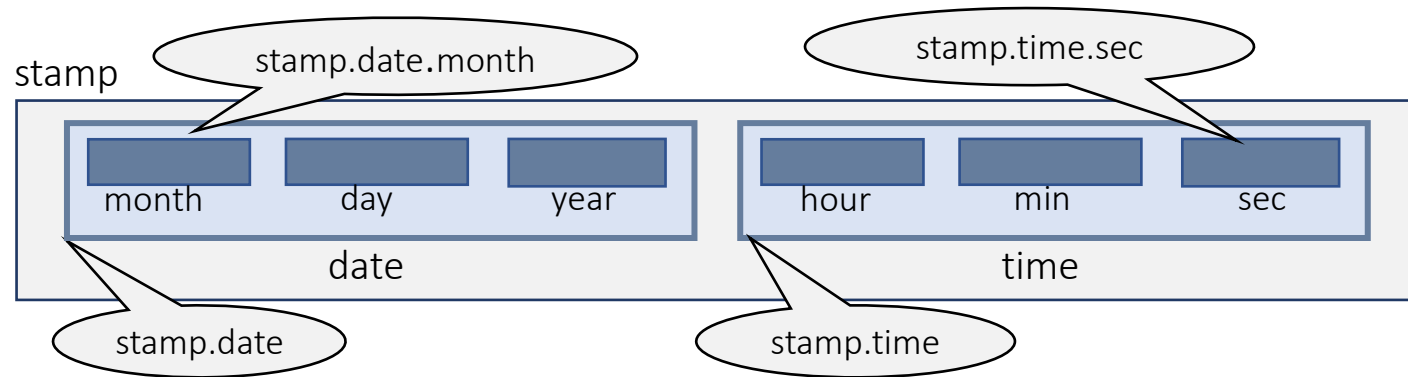 stamp.date.month
stamp.time.sec
stamp
month day year hour min sec
date time
stamp.date stamp.time